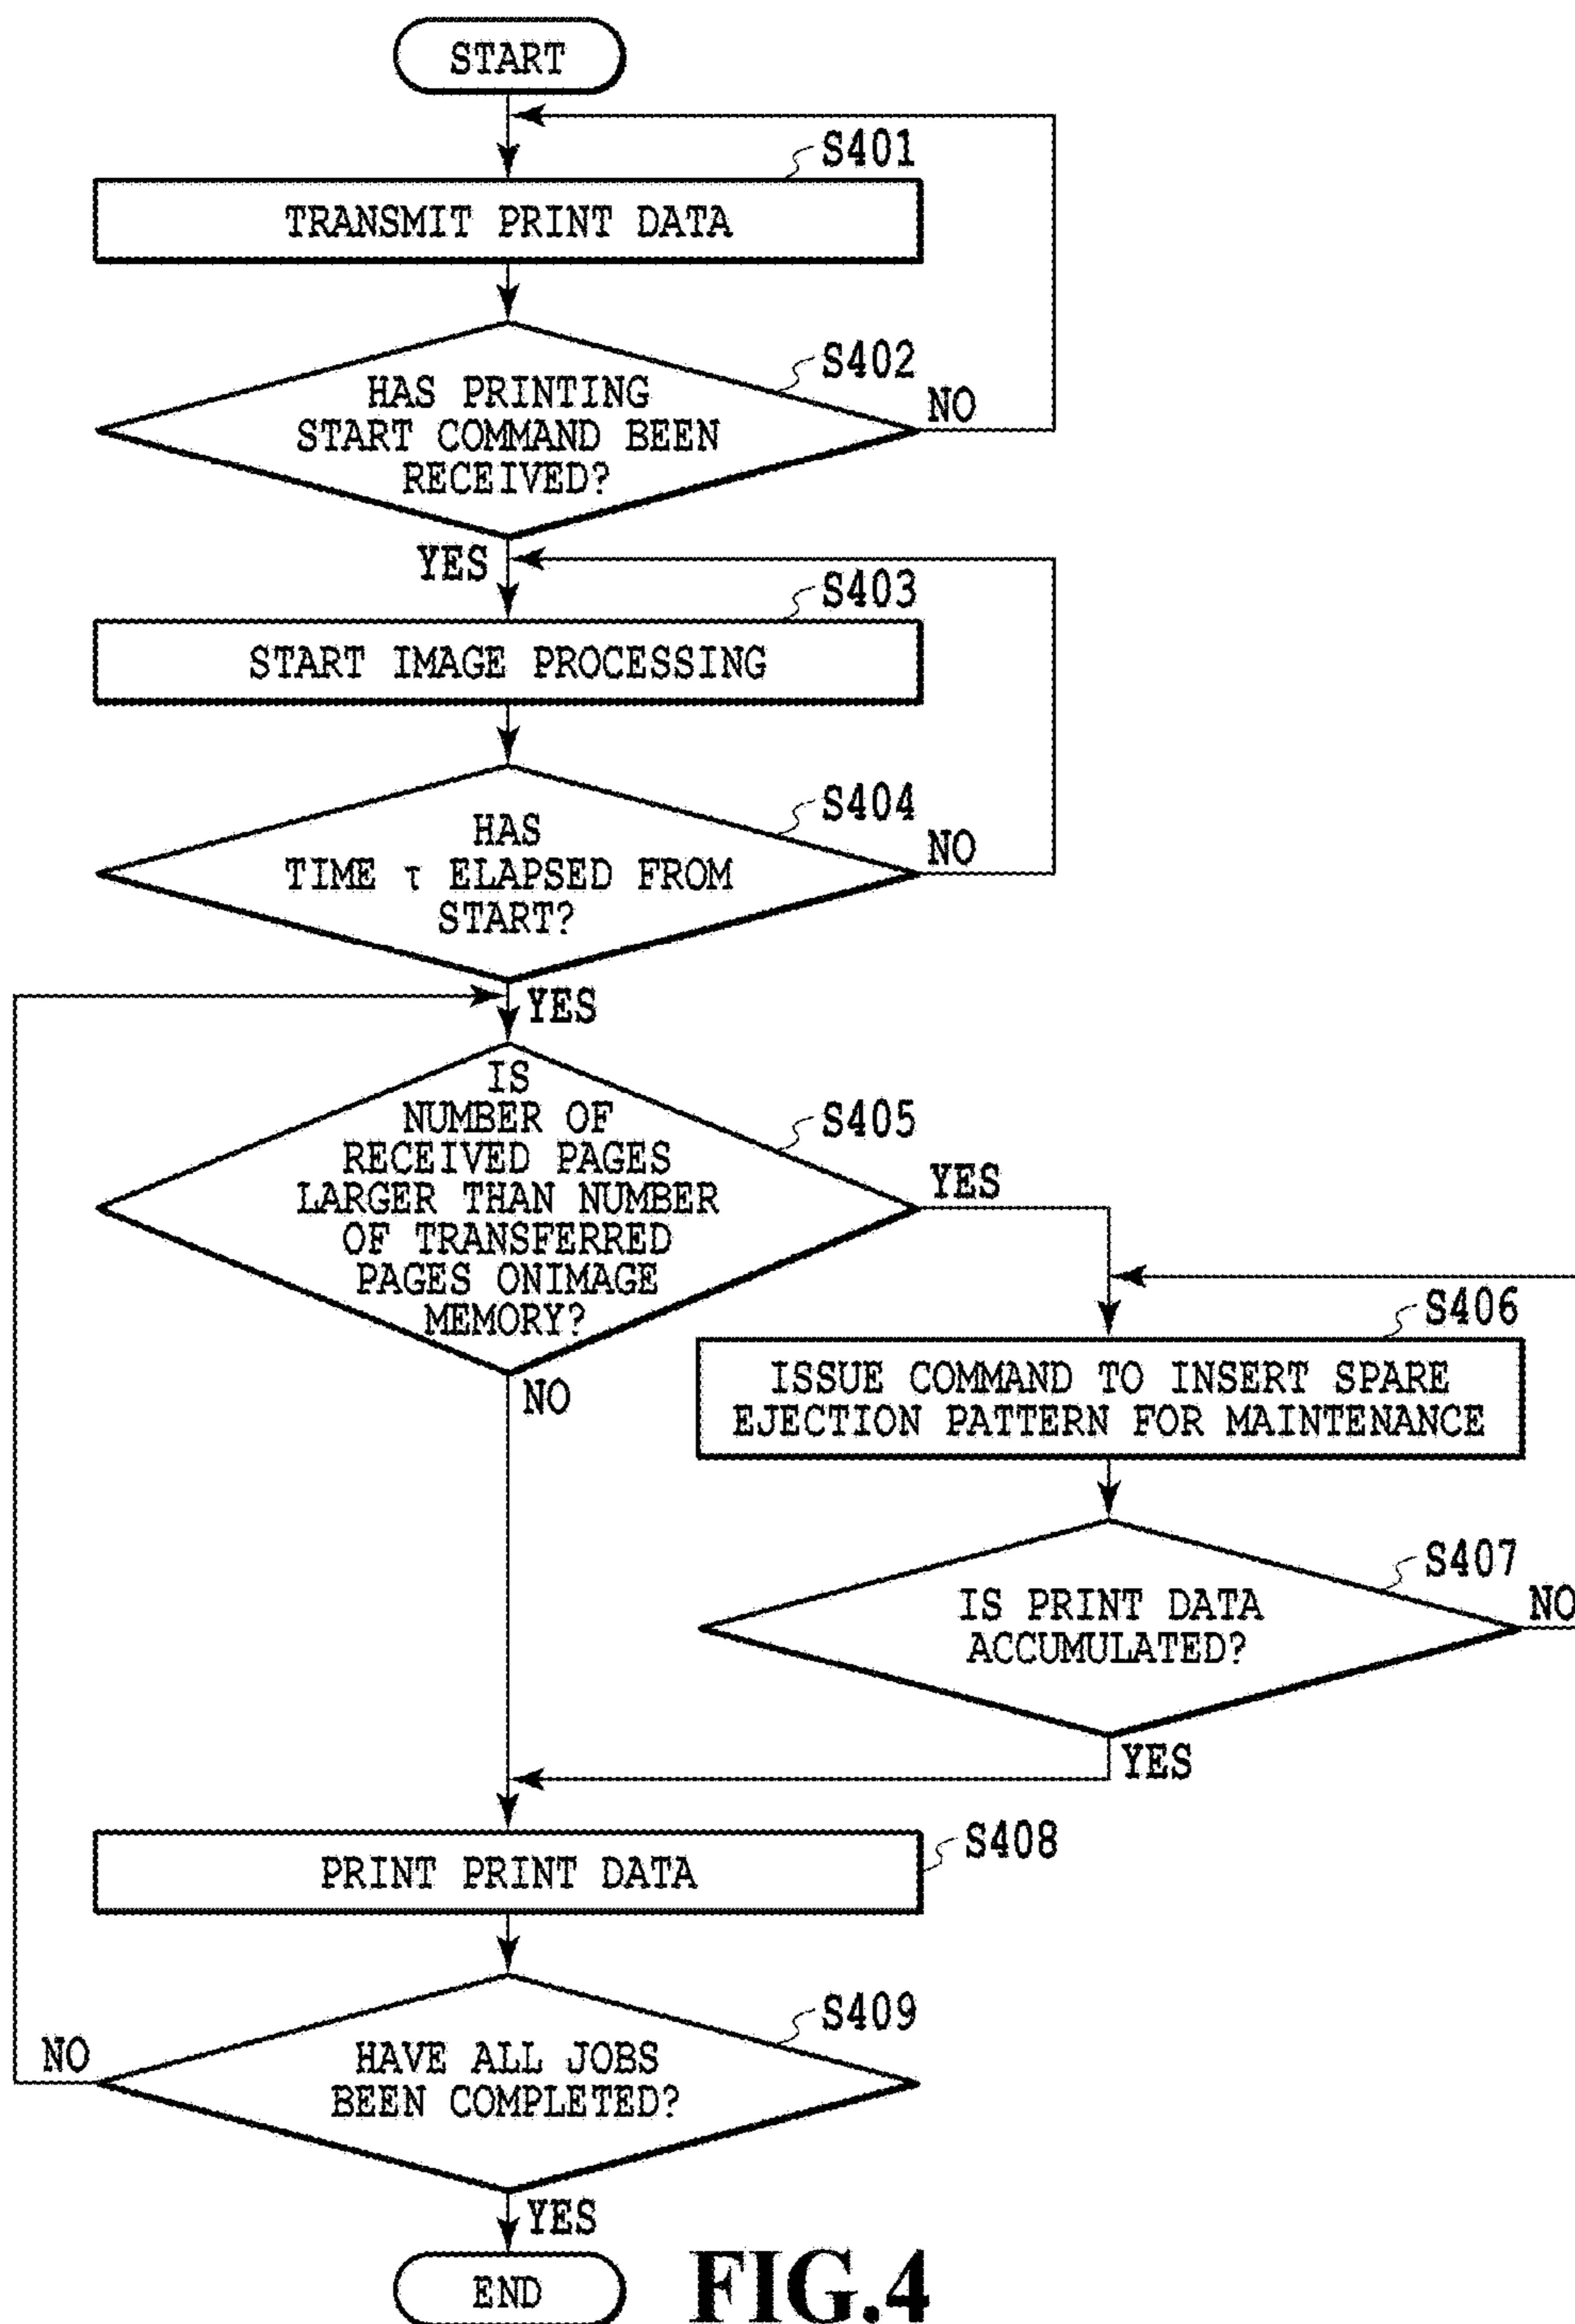 START
S401
TRANSMIT PRINT DATA
S402
HAS PRINTING
START COMMAND BEEN
RECEIVED?
NO
YES
S403
START IMAGE PROCESSING
S404
HAS
TIME τ ELAPSED FROM
START?
NO
YES
S405
IS
NUMBER OF
RECEIVED PAGES
LARGER THAN NUMBER
OF TRANSFERRED
PAGES ONIMAGE
MEMORY?
YES
NO
S406
ISSUE COMMAND TO INSERT SPARE
EJECTION PATTERN FOR MAINTENANCE
S407
IS PRINT DATA
ACCUMULATED?
NO
YES
S408
PRINT PRINT DATA
S409
HAVE ALL JOBS
BEEN COMPLETED?
NO
YES
END
FIG.4